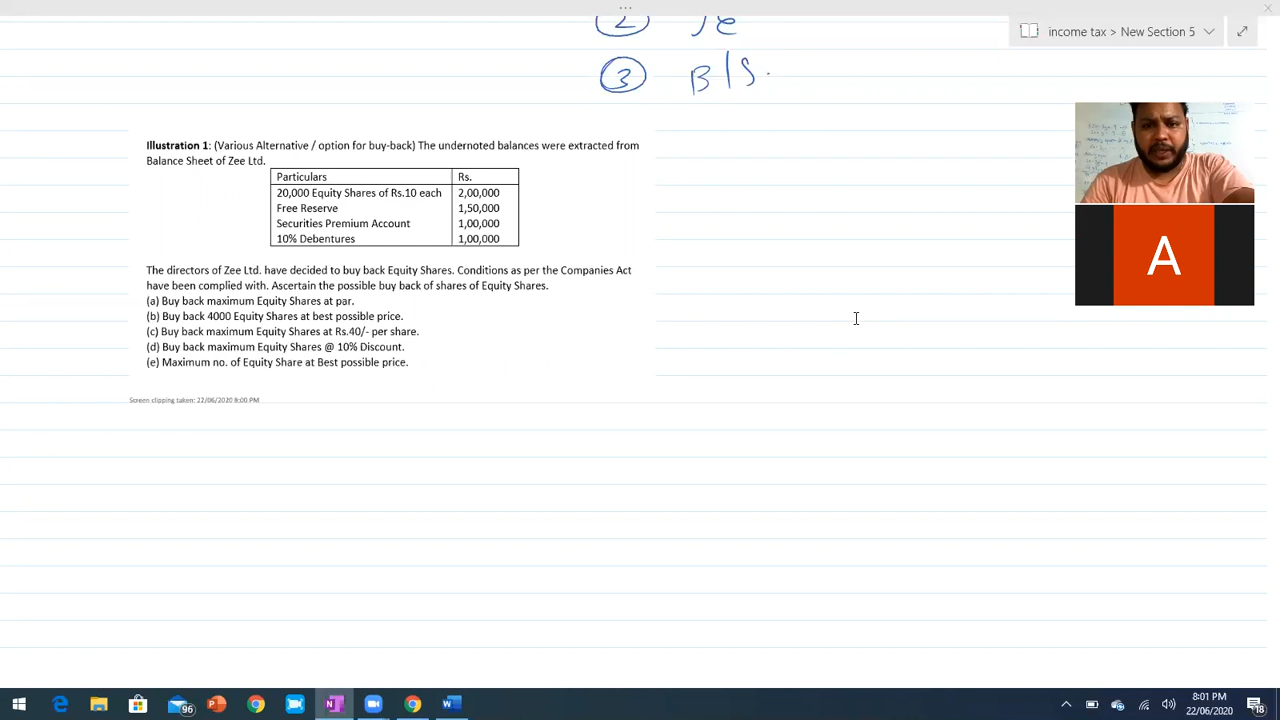 ② Je
income tax > New Section 5
③ B/S.
Illustration 1: (Various Alternative / option for buy-back) The undernoted balances were extracted from
Balance Sheet of Zee Ltd.
Particulars Rs.
20,000 Equity Shares of Rs.10 each 2,00,000
Free Reserve 1,50,000
Securities Premium Account 1,00,000
10% Debentures 1,00,000
The directors of Zee Ltd. have decided to buy back Equity Shares. Conditions as per the Companies Act
have been complied with. Ascertain the possible buy back of shares of Equity Shares.
(a) Buy back maximum Equity Shares at par.
(b) Buy back 4000 Equity Shares at best possible price.
(c) Buy back maximum Equity Shares at Rs.40/- per share.
(d) Buy back maximum Equity Shares @ 10% Discount.
(e) Maximum no. of Equity Share at Best possible price.
Screen clipping taken: 22/06/2020 8:00 PM
A
96
8:01 PM
22/06/2020
18